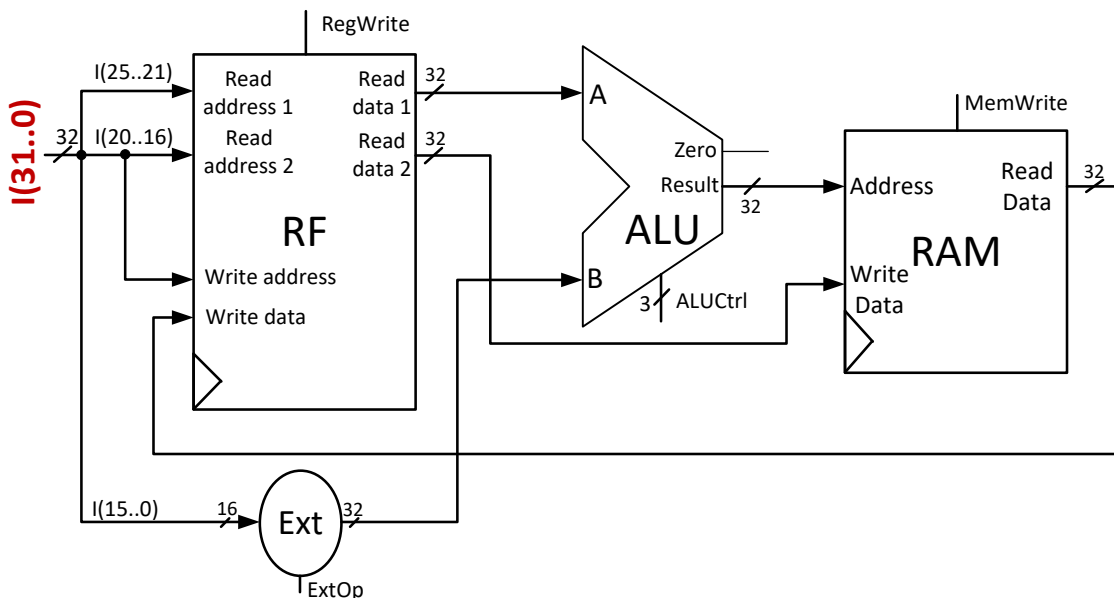 RegWrite
I(25..21)
Read
address 1
Read
data 1
32
A
I(31..0)
32
I(20..16)
Read
address 2
Read
data 2
32
MemWrite
Zero
Result
32
Address
Read
Data
32
RF
ALU
RAM
Write address
B
Write
Data
Write data
3
ALUCtrl
I(15..0)
16
Ext
32
ExtOp